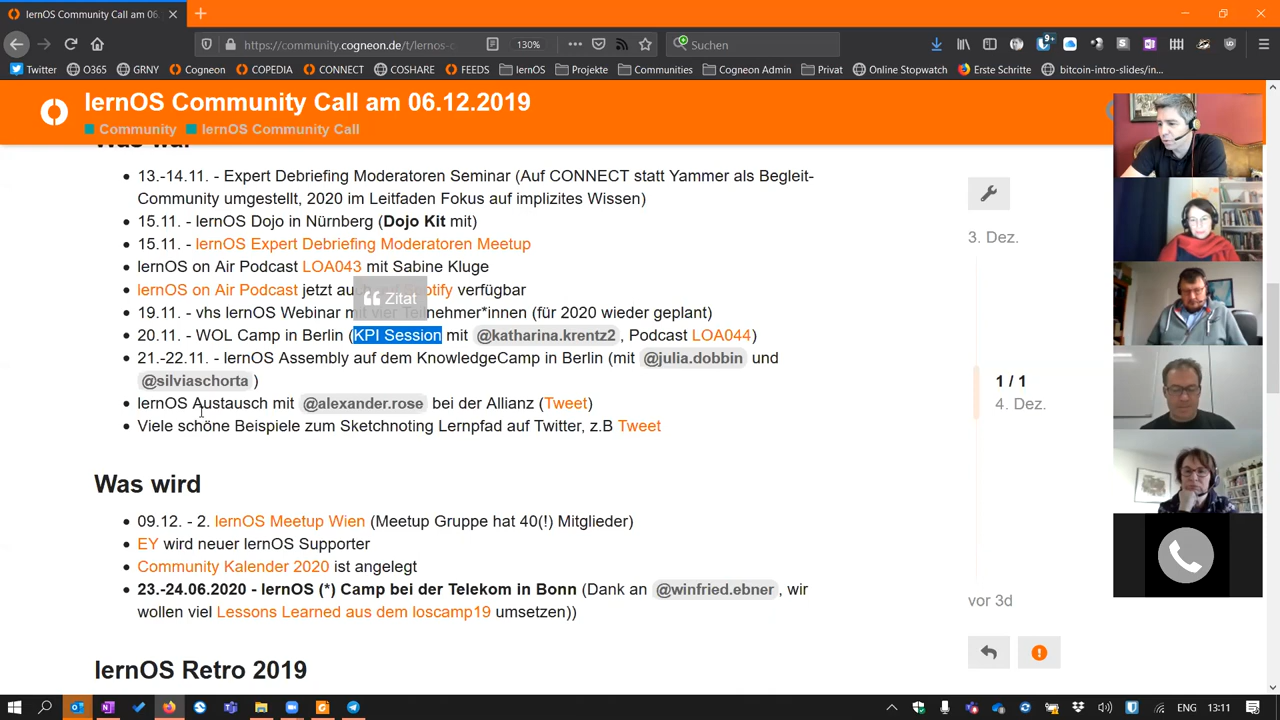 lernOS Community Call am 06.
https://community.cogneon.de/t/lernos-c
130%
Suchen
9+
Twitter
O365
GRNY
Cogneon
COPEDIA
CONNECT
COSHARE
FEEDS
lernOS
Projekte
Communities
Cogneon Admin
Privat
Online Stopwatch
Erste Schritte
bitcoin-intro-slides/in...
lernOS Community Call am 06.12.2019
Community
lernOS Community Call
Was war
13.-14.11. - Expert Debriefing Moderatoren Seminar (Auf CONNECT statt Yammer als Begleit-
Community umgestellt, 2020 im Leitfaden Fokus auf implizites Wissen)
15.11. - lernOS Dojo in Nürnberg (Dojo Kit mit)
15.11. - lernOS Expert Debriefing Moderatoren Meetup
lernOS on Air Podcast LOA043 mit Sabine Kluge
lernOS on Air Podcast jetzt auch auf Spotify verfügbar
Zitat
19.11. - vhs lernOS Webinar mit vier Teilnehmer*innen (für 2020 wieder geplant)
20.11. - WOL Camp in Berlin (KPI Session mit @katharina.krentz2 , Podcast LOA044)
21.-22.11. - lernOS Assembly auf dem KnowledgeCamp in Berlin (mit @julia.dobbin und
@silviaschorta )
lernOS Austausch mit @alexander.rose bei der Allianz (Tweet)
Viele schöne Beispiele zum Sketchnoting Lernpfad auf Twitter, z.B Tweet
Was wird
09.12. - 2. lernOS Meetup Wien (Meetup Gruppe hat 40(!) Mitglieder)
EY wird neuer lernOS Supporter
Community Kalender 2020 ist angelegt
23.-24.06.2020 - lernOS (*) Camp bei der Telekom in Bonn (Dank an @winfried.ebner , wir
wollen viel Lessons Learned aus dem loscamp19 umsetzen))
lernOS Retro 2019
3. Dez.
1 / 1
4. Dez.
vor 3d
ENG
13:11